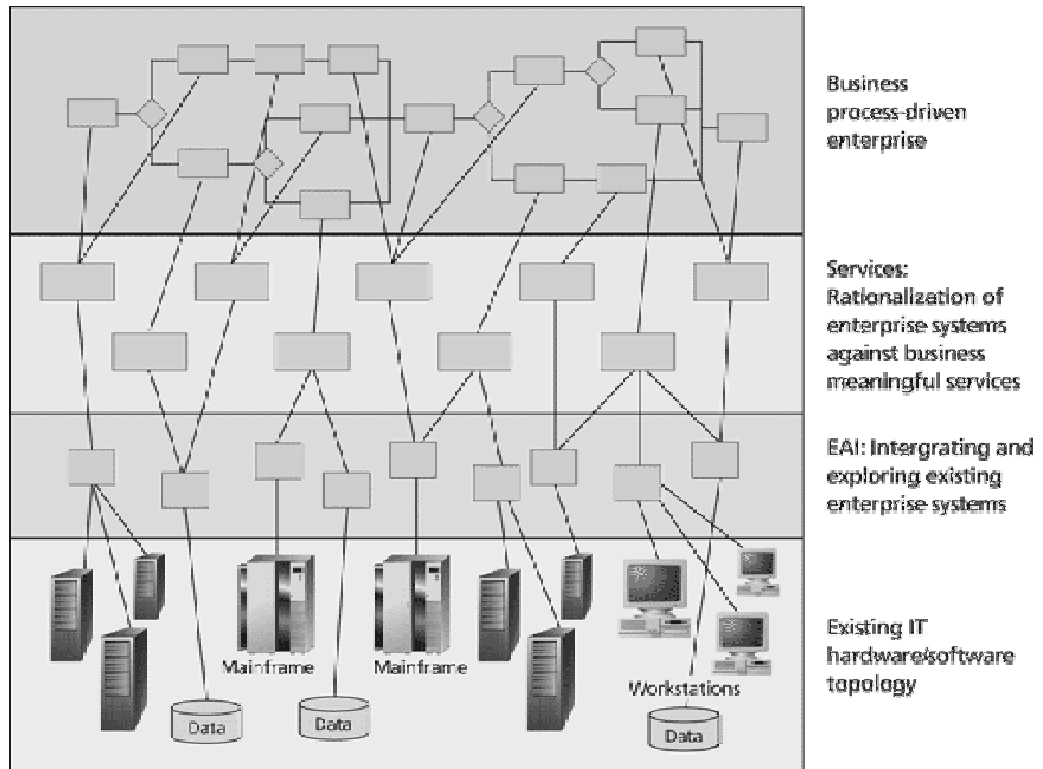 Business
process-driven
enterprise
Services:
Rationalization of
enterprise systems
against business
meaningful services
EAI: Intergrating and
exploring existing
enterprise systems
Existing IT
hardware/software
topology
Mainframe
Mainframe
Workstations
Data
Data
Data